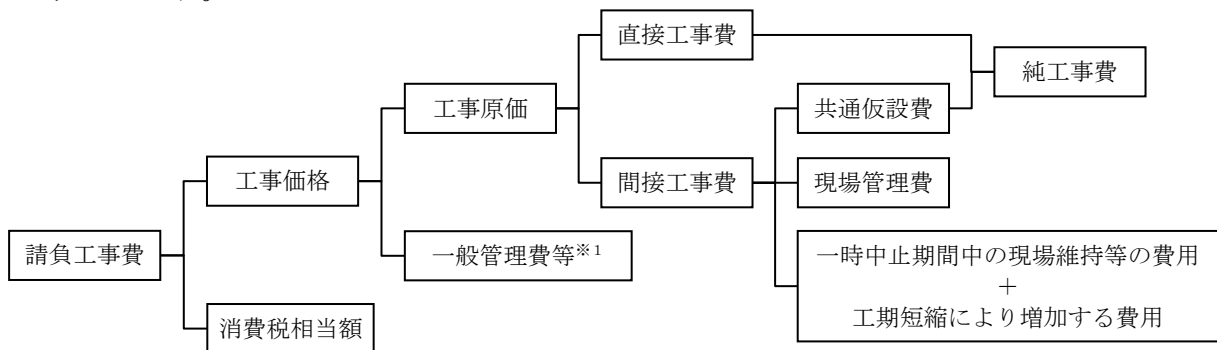 直接工事費
純工事費
工事原価
共通仮設費
工事価格
間接工事費
現場管理費
請負工事費
一般管理費等※1
一時中止期間中の現場維持等の費用
+
工期短縮により増加する費用
消費税相当額